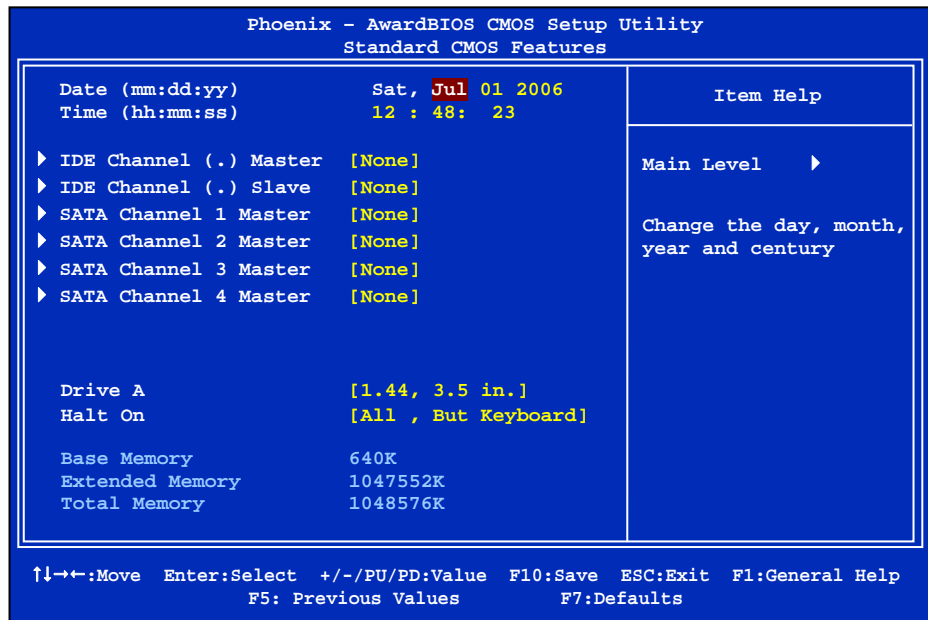 Phoenix – AwardBIOS CMOS Setup Utility
Standard CMOS Features
Date (mm:dd:yy) Sat, Jul 01 2006
Time (hh:mm:ss) 12 : 48: 23
IDE Channel (.) Master [None]
IDE Channel (.) Slave [None]
SATA Channel 1 Master [None]
SATA Channel 2 Master [None]
SATA Channel 3 Master [None]
SATA Channel 4 Master [None]
Drive A [1.44, 3.5 in.]
Halt On [All , But Keyboard]
Base Memory 640K
Extended Memory 1047552K
Total Memory 1048576K
Item Help
Main Level
Change the day, month,
year and century
↑↓→←:Move Enter:Select +/-/PU/PD:Value F10:Save ESC:Exit F1:General Help
F5: Previous Values F7:Defaults